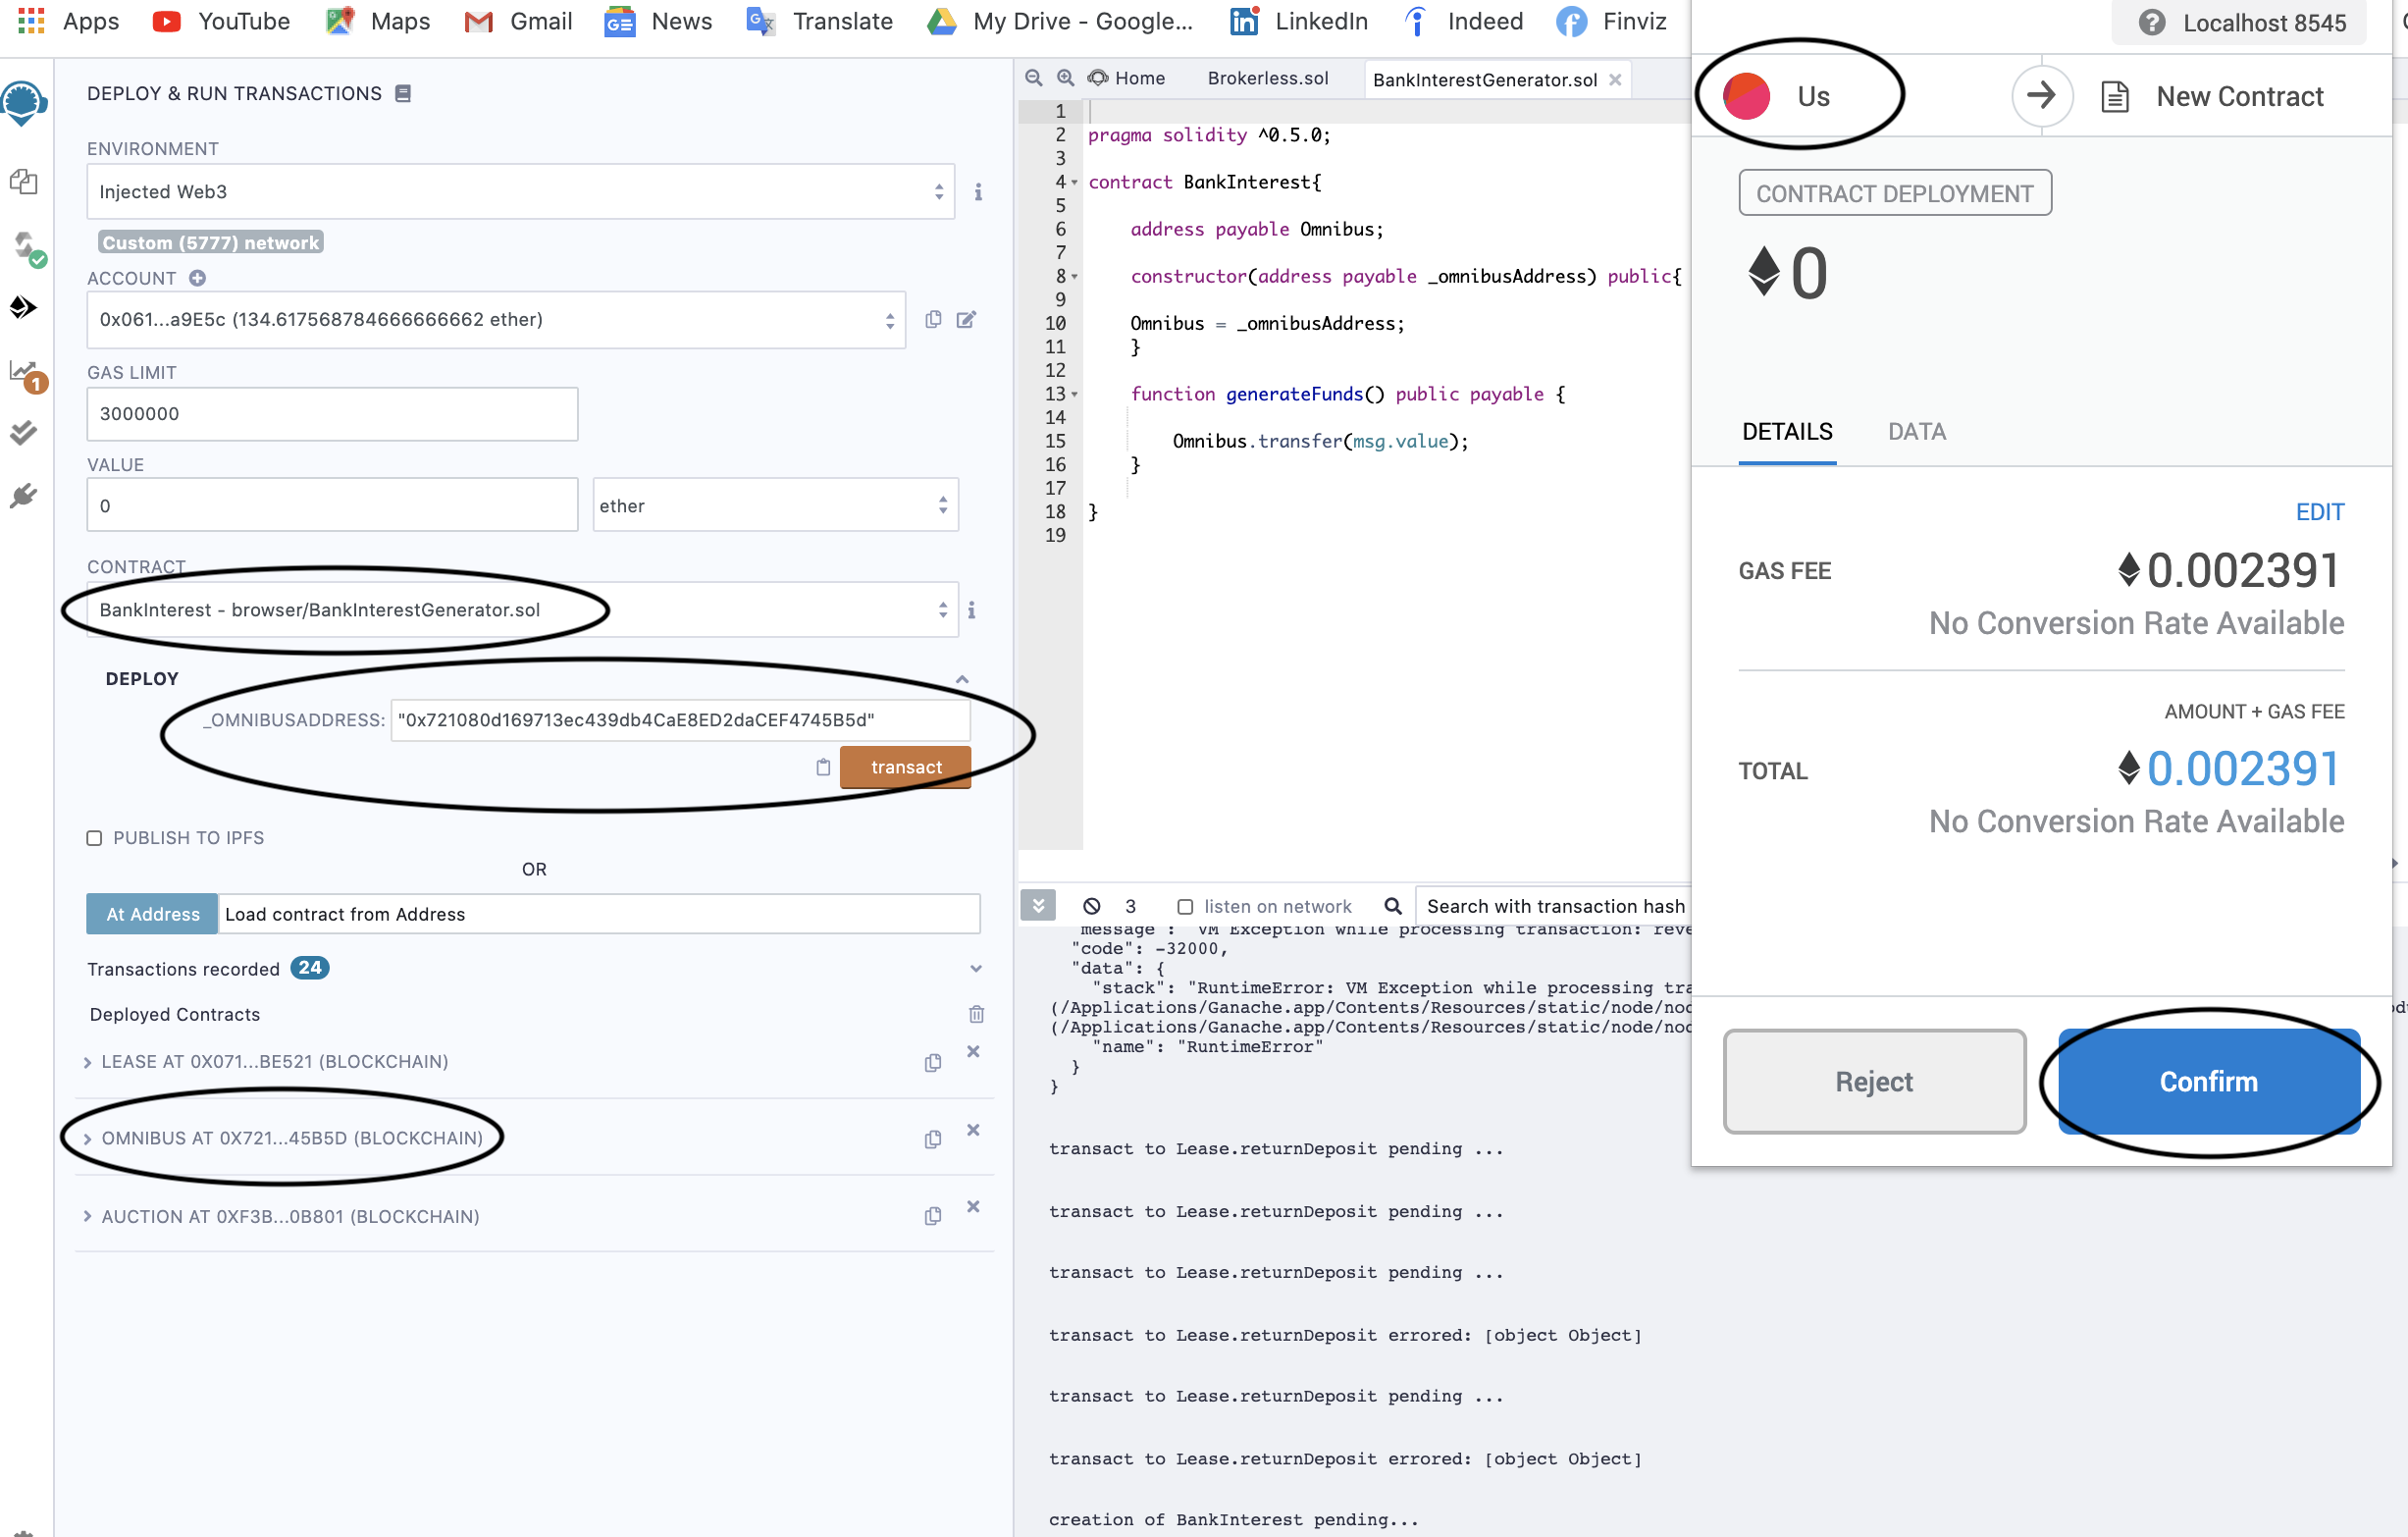 Apps
YouTube
Maps
Gmail
News
Translate
My Drive - Google...
LinkedIn
Indeed
Finviz
DEPLOY & RUN TRANSACTIONS
ENVIRONMENT
Injected Web3
Custom (5777) network
ACCOUNT
0x061...a9E5c (134.617568784666666662 ether)
GAS LIMIT
3000000
VALUE
0
ether
CONTRACT
BankInterest - browser/BankInterestGenerator.sol
DEPLOY
_OMNIBUSADDRESS:
"0x721080d169713ec439db4CaE8ED2daCEF4745B5d"
transact
PUBLISH TO IPFS
OR
At Address
Load contract from Address
Transactions recorded 24
Deployed Contracts
LEASE AT 0X071...BE521 (BLOCKCHAIN)
OMNIBUS AT 0X721...45B5D (BLOCKCHAIN)
AUCTION AT 0XF3B...0B801 (BLOCKCHAIN)
1
Home
Brokerless.sol
BankInterestGenerator.sol
1
2 pragma solidity ^0.5.0;
3
4 contract BankInterest{
5
6 address payable Omnibus;
7
8 constructor(address payable _omnibusAddress) public{
9
10 Omnibus = _omnibusAddress;
11 }
12
13 function generateFunds() public payable {
14
15 Omnibus.transfer(msg.value);
16 }
17
18 }
19
3
listen on network
Search with transaction hash
message : VM Exception while processing transaction: reve
"code": -32000,
"data": {
"stack": "RuntimeError: VM Exception while processing tra
(/Applications/Ganache.app/Contents/Resources/static/node/noc
(/Applications/Ganache.app/Contents/Resources/static/node/noc
"name": "RuntimeError"
}
}
transact to Lease.returnDeposit pending ...
transact to Lease.returnDeposit pending ...
transact to Lease.returnDeposit pending ...
transact to Lease.returnDeposit errored: [object Object]
transact to Lease.returnDeposit pending ...
transact to Lease.returnDeposit errored: [object Object]
creation of BankInterest pending...
Localhost 8545
Us
New Contract
CONTRACT DEPLOYMENT
0
DETAILS
DATA
EDIT
GAS FEE
0.002391
No Conversion Rate Available
AMOUNT + GAS FEE
TOTAL
0.002391
No Conversion Rate Available
Reject
Confirm